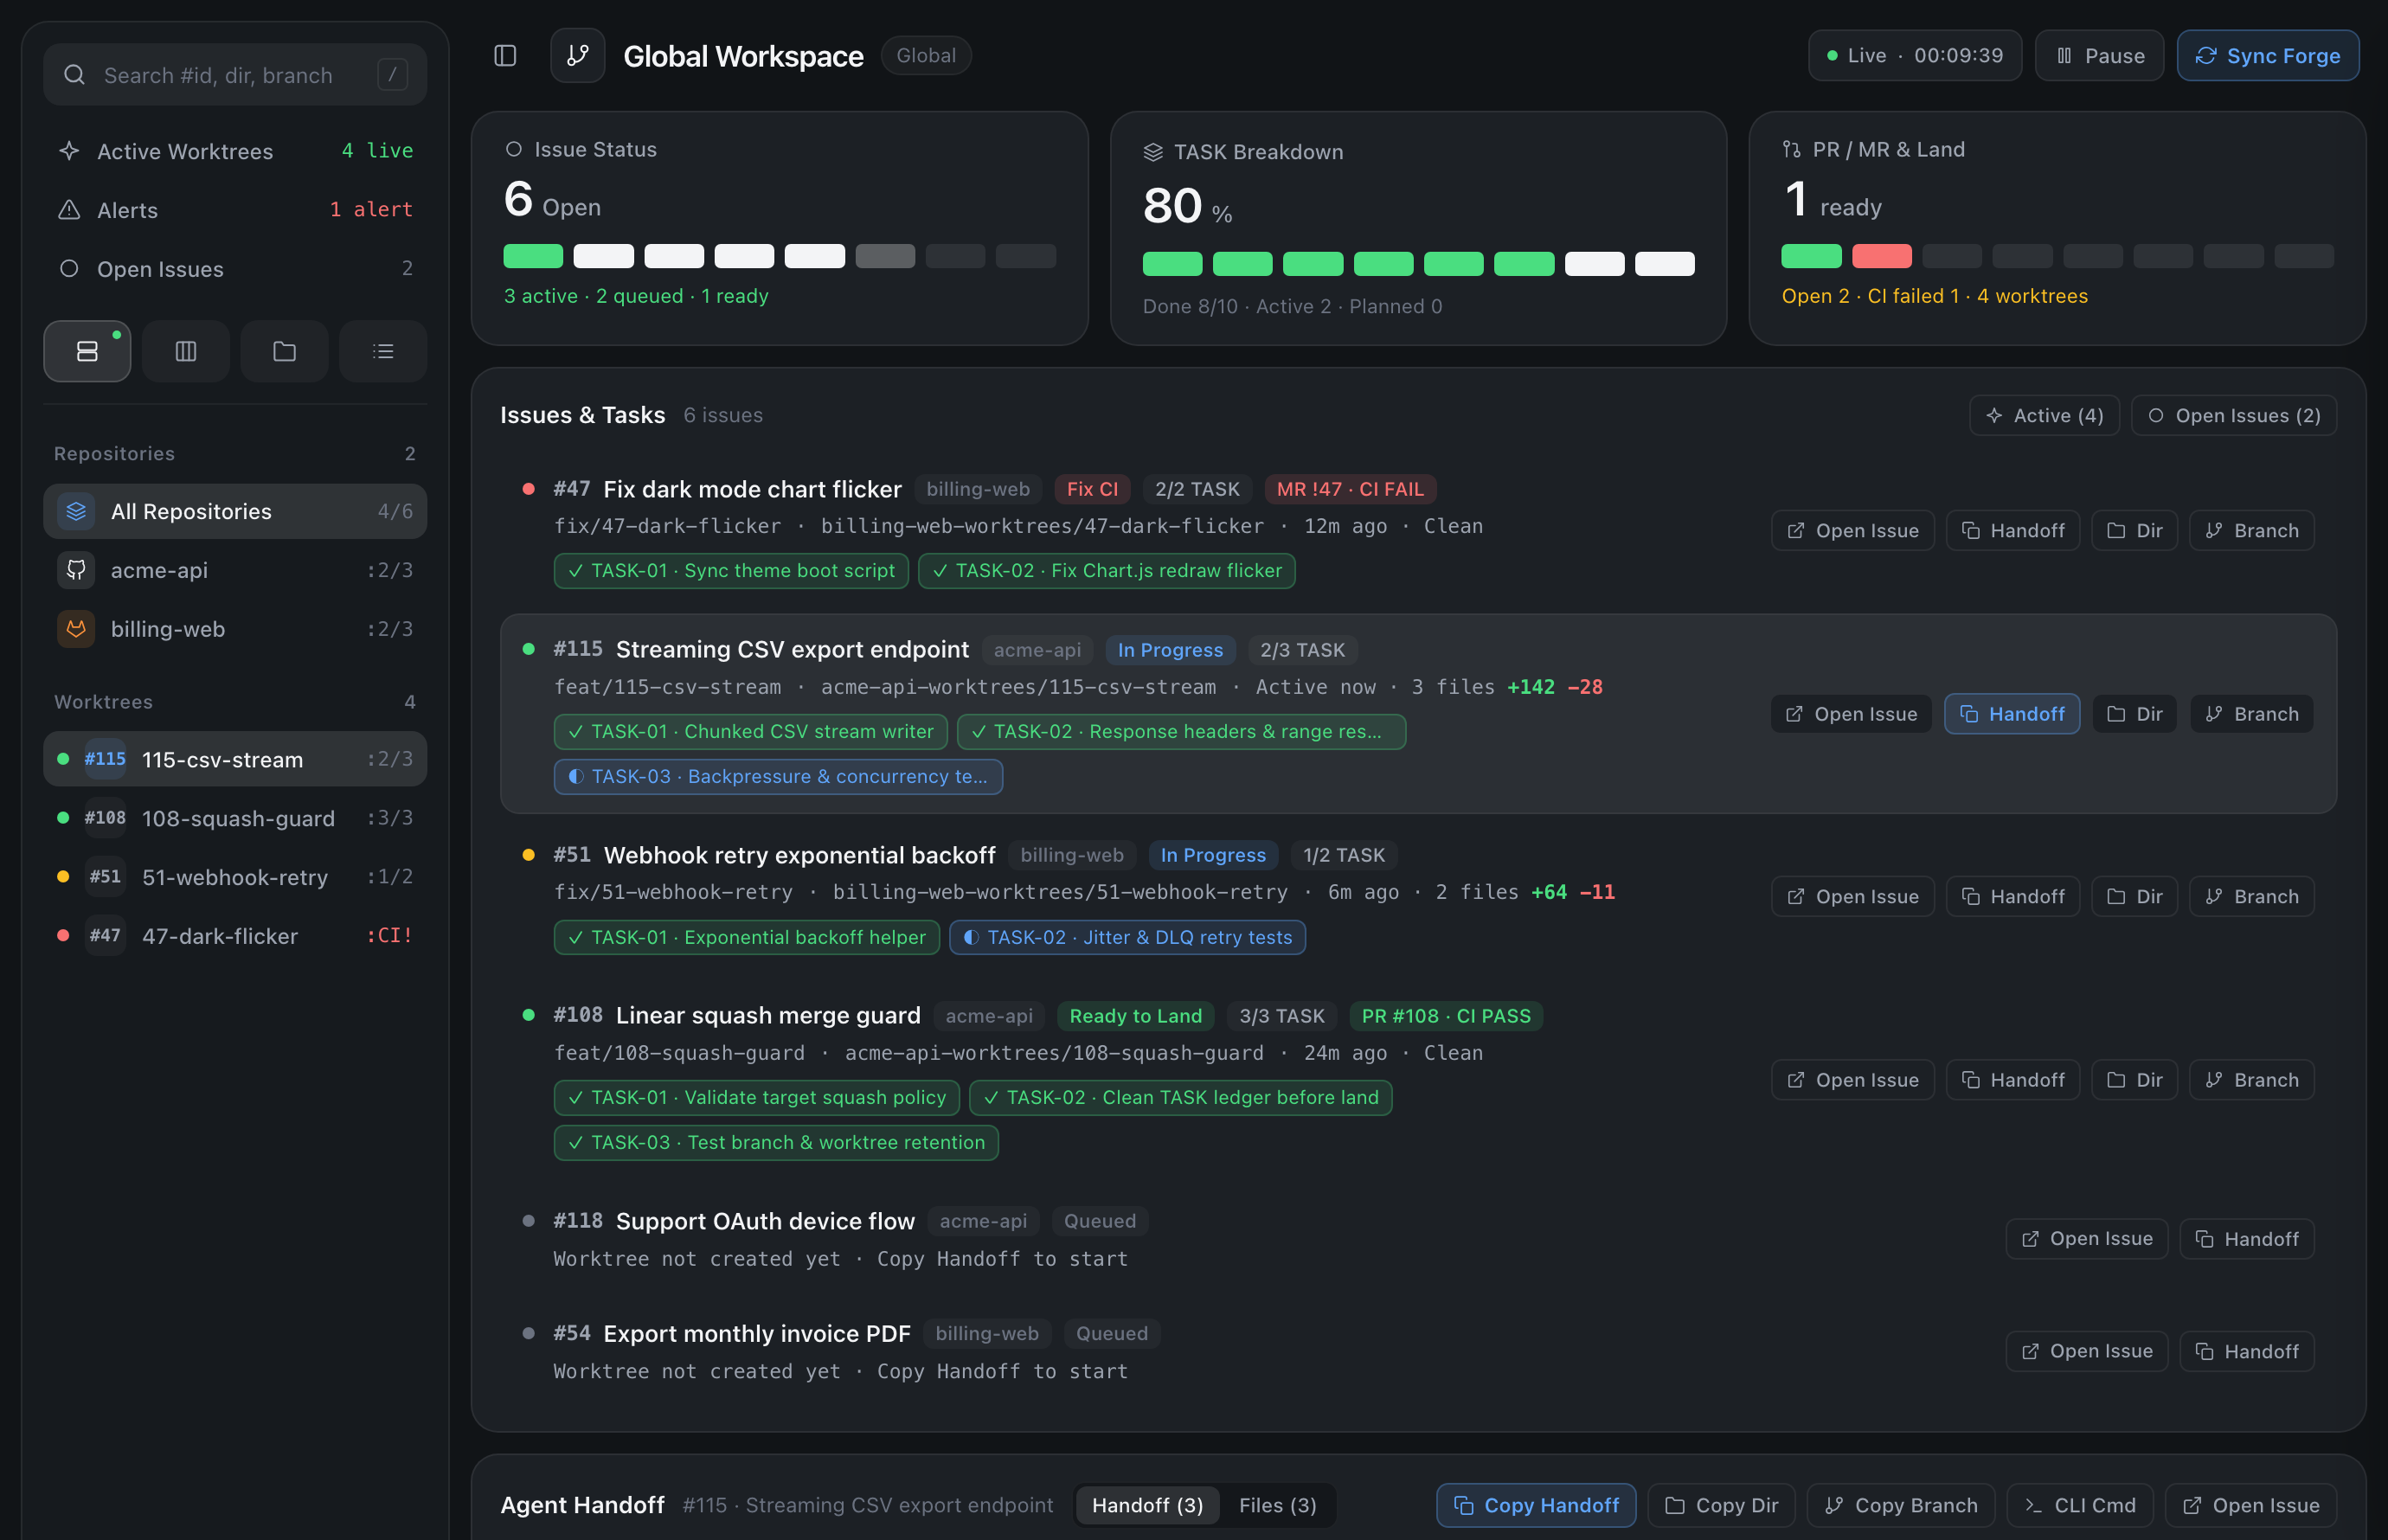 Search #id, dir, branch /
Active Worktrees 4 live
Alerts 1 alert
Open Issues 2
Repositories 2
All Repositories 4/6
acme-api :2/3
billing-web :2/3
Worktrees 4
#115 115-csv-stream :2/3
#108 108-squash-guard :3/3
#51 51-webhook-retry :1/2
#47 47-dark-flicker :CI!
Global Workspace Global
Live · 00:09:39 Pause Sync Forge
Issue Status
6 Open
3 active · 2 queued · 1 ready
TASK Breakdown
80 %
Done 8/10 · Active 2 · Planned 0
PR / MR & Land
1 ready
Open 2 · CI failed 1 · 4 worktrees
Issues & Tasks 6 issues Active (4) Open Issues (2)
#47 Fix dark mode chart flicker billing-web Fix CI 2/2 TASK MR !47 · CI FAIL
fix/47-dark-flicker · billing-web-worktrees/47-dark-flicker · 12m ago · Clean
Open Issue Handoff Dir Branch
✓ TASK-01 · Sync theme boot script ✓ TASK-02 · Fix Chart.js redraw flicker
#115 Streaming CSV export endpoint acme-api In Progress 2/3 TASK
feat/115-csv-stream · acme-api-worktrees/115-csv-stream · Active now · 3 files +142 −28
Open Issue Handoff Dir Branch
✓ TASK-01 · Chunked CSV stream writer ✓ TASK-02 · Response headers & range res...
TASK-03 · Backpressure & concurrency te...
#51 Webhook retry exponential backoff billing-web In Progress 1/2 TASK
fix/51-webhook-retry · billing-web-worktrees/51-webhook-retry · 6m ago · 2 files +64 −11
Open Issue Handoff Dir Branch
✓ TASK-01 · Exponential backoff helper TASK-02 · Jitter & DLQ retry tests
#108 Linear squash merge guard acme-api Ready to Land 3/3 TASK PR #108 · CI PASS
feat/108-squash-guard · acme-api-worktrees/108-squash-guard · 24m ago · Clean
Open Issue Handoff Dir Branch
✓ TASK-01 · Validate target squash policy ✓ TASK-02 · Clean TASK ledger before land
✓ TASK-03 · Test branch & worktree retention
#118 Support OAuth device flow acme-api Queued
Worktree not created yet · Copy Handoff to start
Open Issue Handoff
#54 Export monthly invoice PDF billing-web Queued
Worktree not created yet · Copy Handoff to start
Open Issue Handoff
Agent Handoff #115 · Streaming CSV export endpoint Handoff (3) Files (3) Copy Handoff Copy Dir Copy Branch CLI Cmd Open Issue